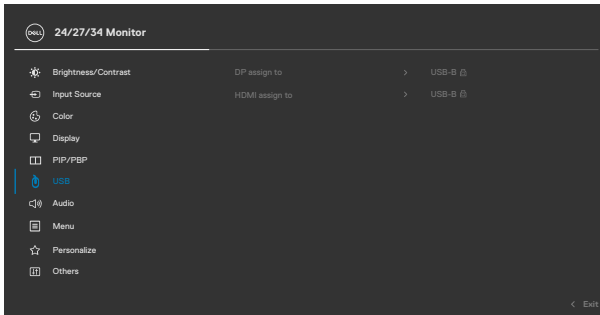 DELL 24/27/34 Monitor
Brightness/Contrast DP assign to > USB-B
Input Source HDMI assign to > USB-B
Color
Display
PIP/PBP
USB
Audio
Menu
Personalize
Others
< Exit